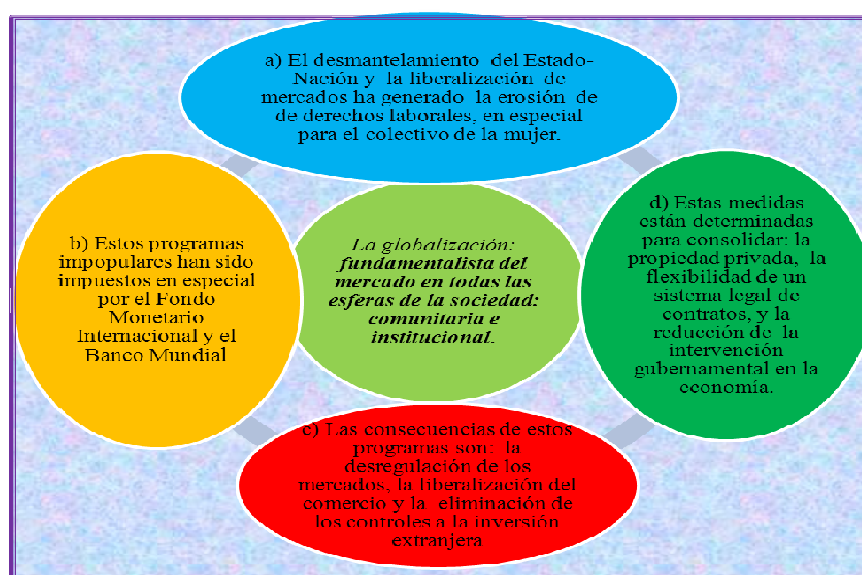 a) El desmantelamiento del Estado-
Nación y la liberalización de
mercados ha generado la erosión de
de derechos laborales, en especial
para el colectivo de la mujer.
b) Estos programas
impopulares han sido
impuestos en especial
por el Fondo
Monetario
Internacional y el
Banco Mundial
La globalización:
fundamentalista del
mercado en todas las
esferas de la sociedad:
comunitaria e
institucional.
d) Estas medidas
están determinadas
para consolidar: la
propiedad privada, la
flexibilidad de un
sistema legal de
contratos, y la
reducción de la
intervención
gubernamental en la
economía.
c) Las consecuencias de estos
programas son: la
desregulación de los
mercados, la liberalización del
comercio y la eliminación de
los controles a la inversión
extranjera